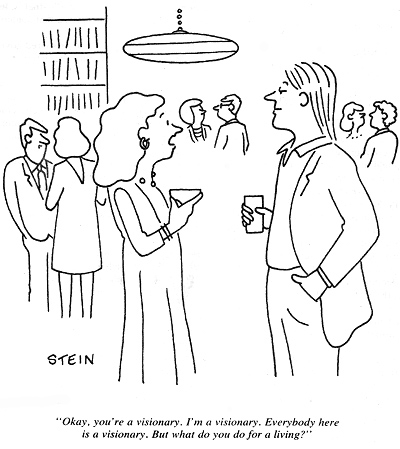 STEIN
"Okay, you're a visionary. I'm a visionary. Everybody here
is a visionary. But what do you do for a living?"